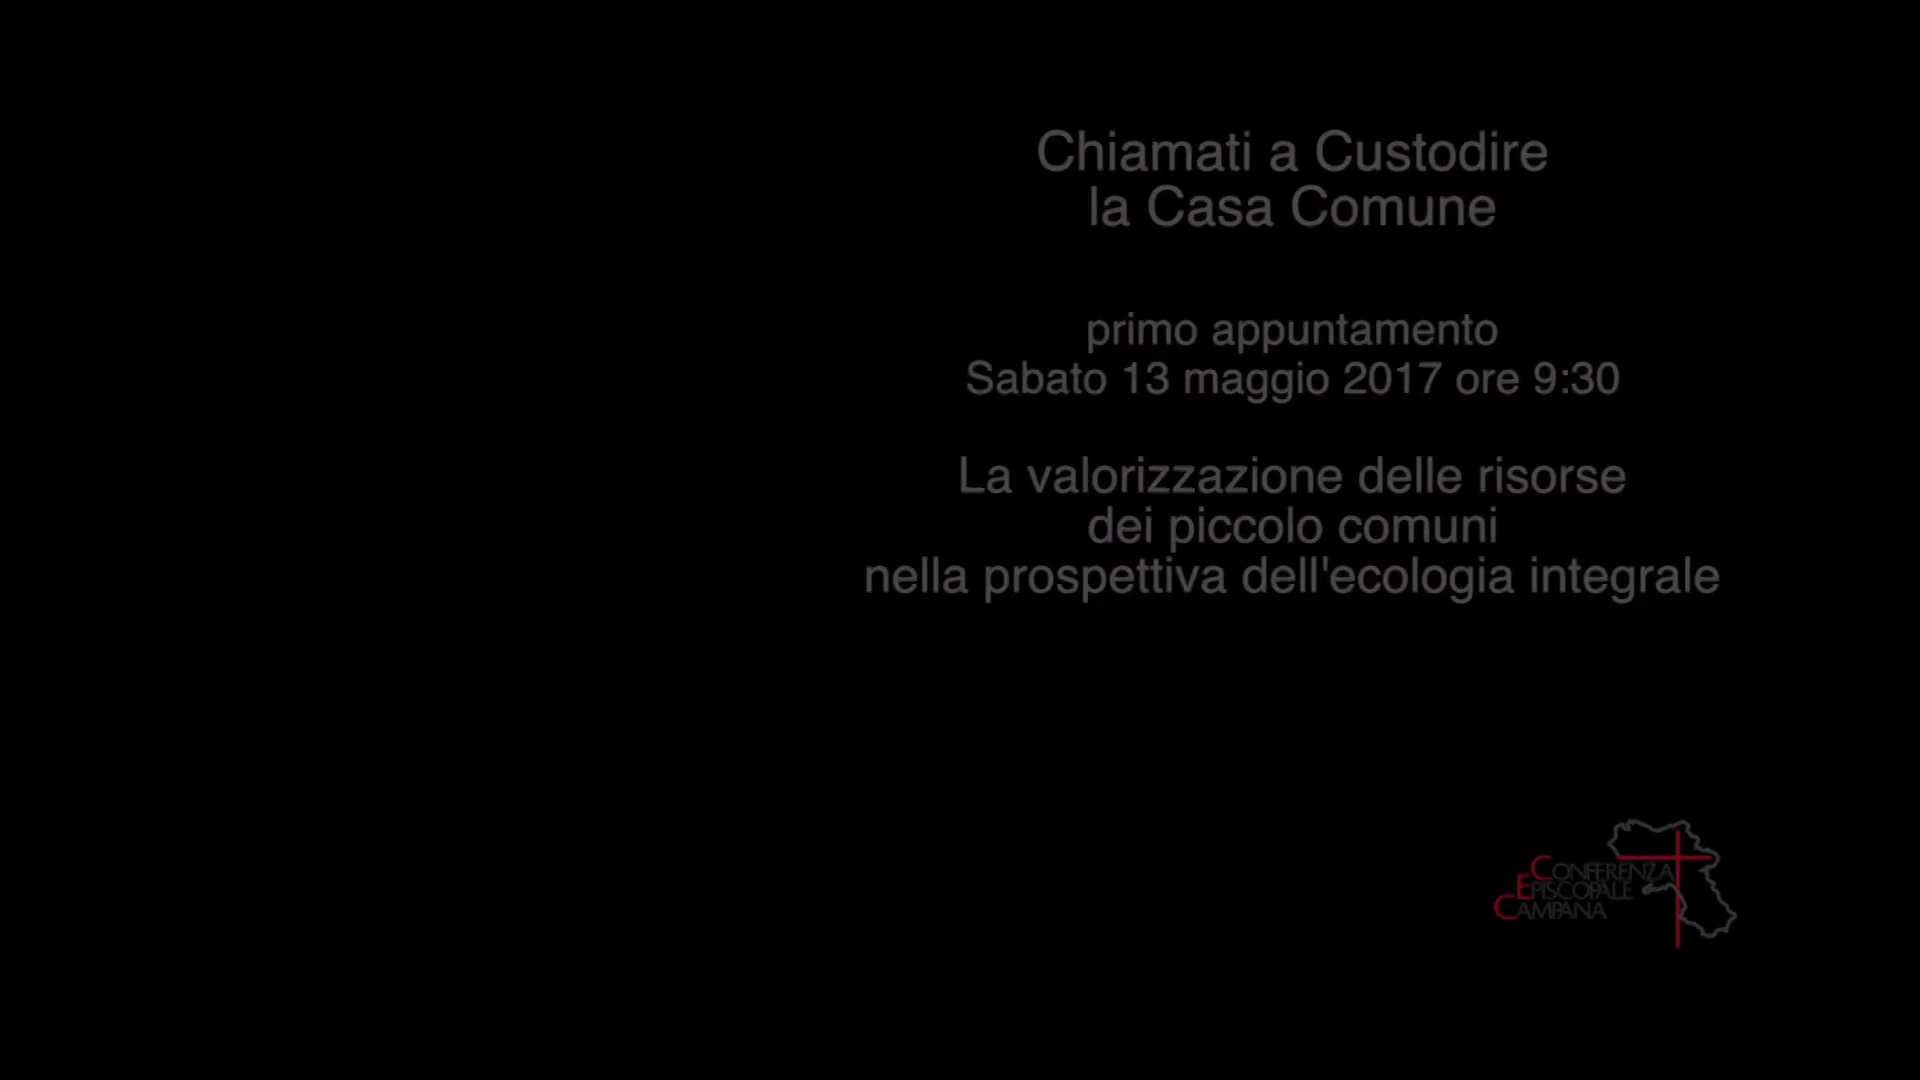 Chiamati a Custodire
la Casa Comune
primo appuntamento
Sabato 13 maggio 2017 ore 9:30
La valorizzazione delle risorse
dei piccolo comuni
nella prospettiva dell'ecologia integrale
CONFERENZA
EPISCOPALE
CAMPANA